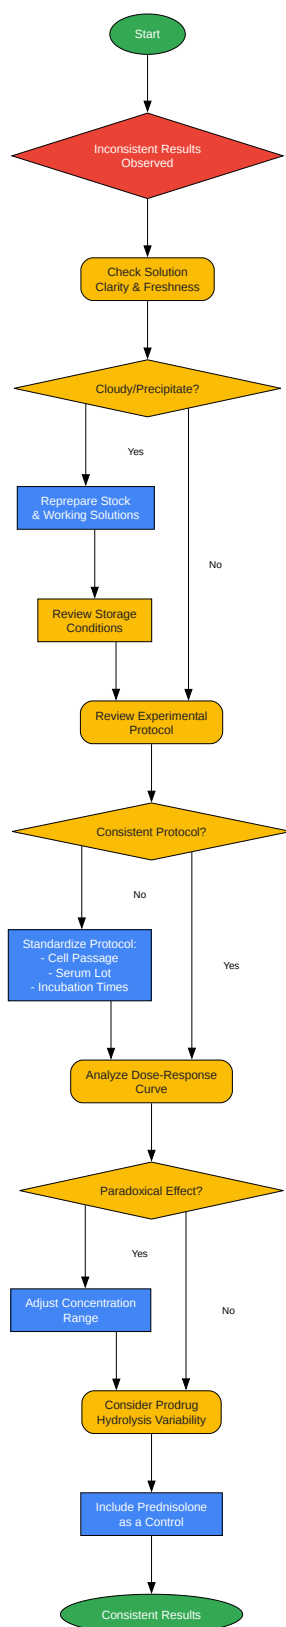 Start
Inconsistent Results
Observed
Check Solution
Clarity & Freshness
Cloudy/Precipitate?
Yes
Reprepare Stock
& Working Solutions
No
Review Storage
Conditions
Review Experimental
Protocol
Consistent Protocol?
No
Standardize Protocol:
- Cell Passage
- Serum Lot
- Incubation Times
Yes
Analyze Dose-Response
Curve
Paradoxical Effect?
Yes
Adjust Concentration
Range
No
Consider Prodrug
Hydrolysis Variability
Include Prednisolone
as a Control
Consistent Results